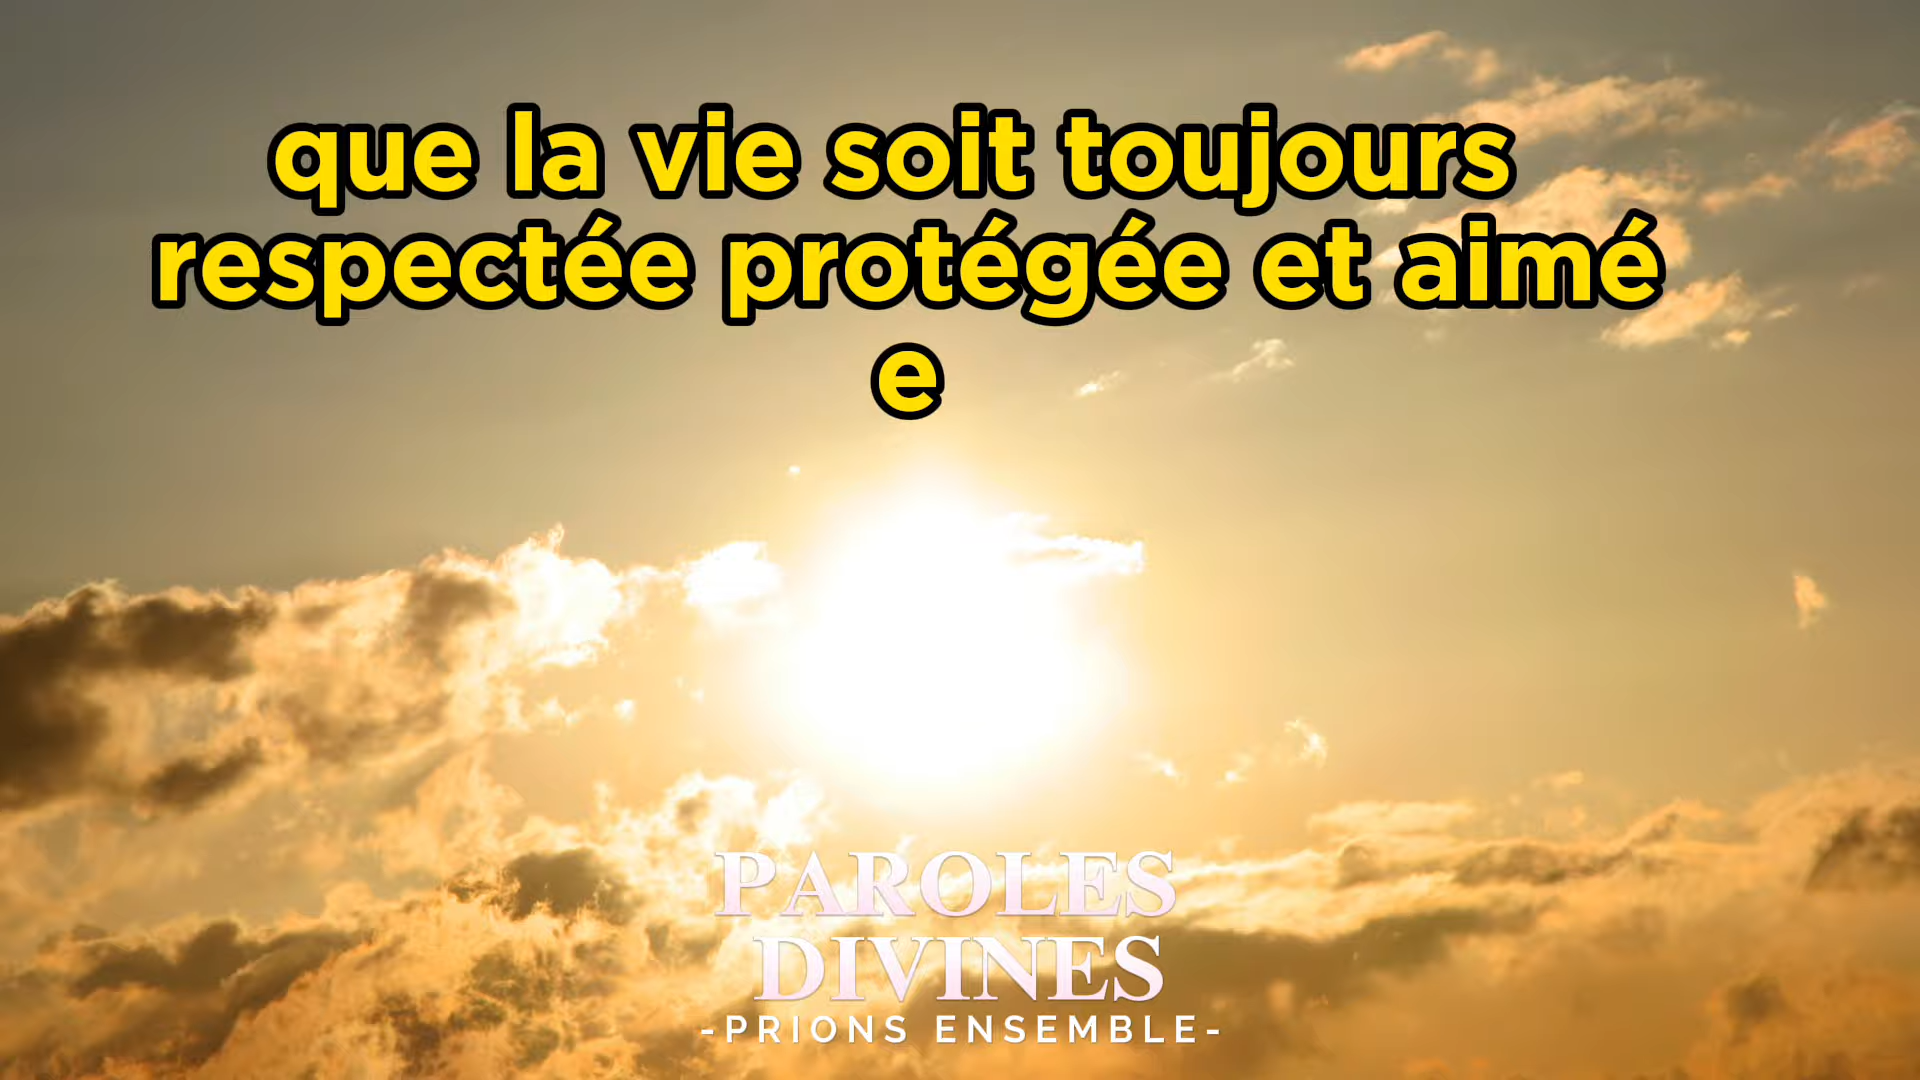 que la vie soit toujours
respectée protégée et aimé
e
PAROLES
DIVINES
-PRIONS ENSEMBLE-